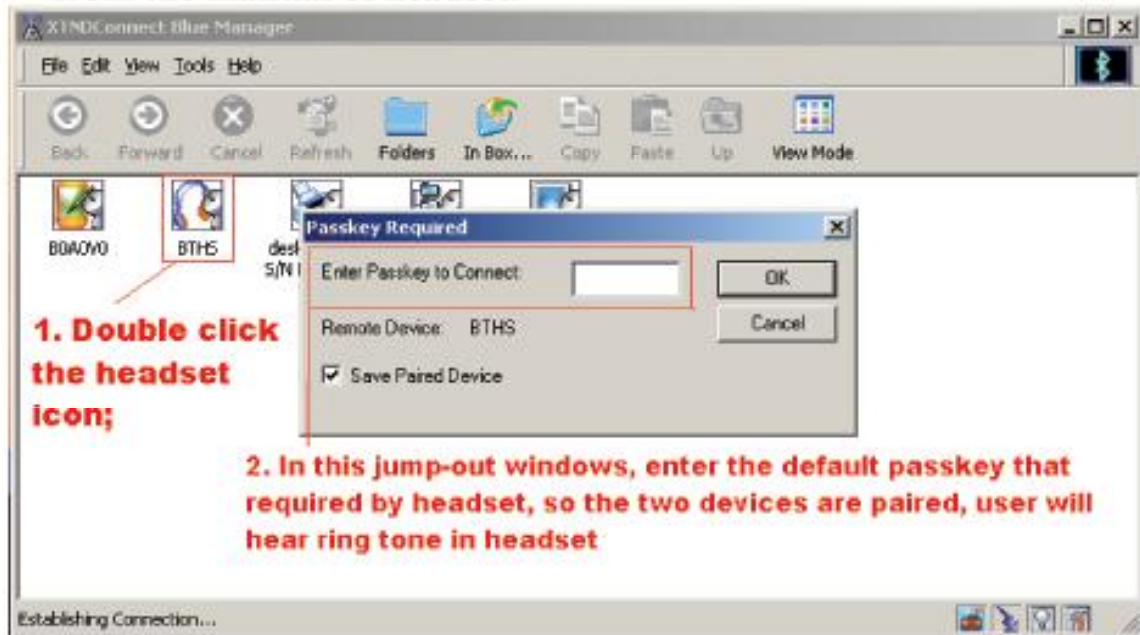 XTNDConnect Blue Manager
File Edit View Tools Help
Back Forward Cancel Refresh Folders In Box... Copy Paste Up View Mode
B0A0V0 BTHS desk
S/N
Passkey Required
Enter Passkey to Connect:
OK
Remote Device: BTHS
Cancel
Save Paired Device
1. Double click
the headset
icon;
2. In this jump-out windows, enter the default passkey that
required by headset, so the two devices are paired, user will
hear ring tone in headset
Establishing Connection...